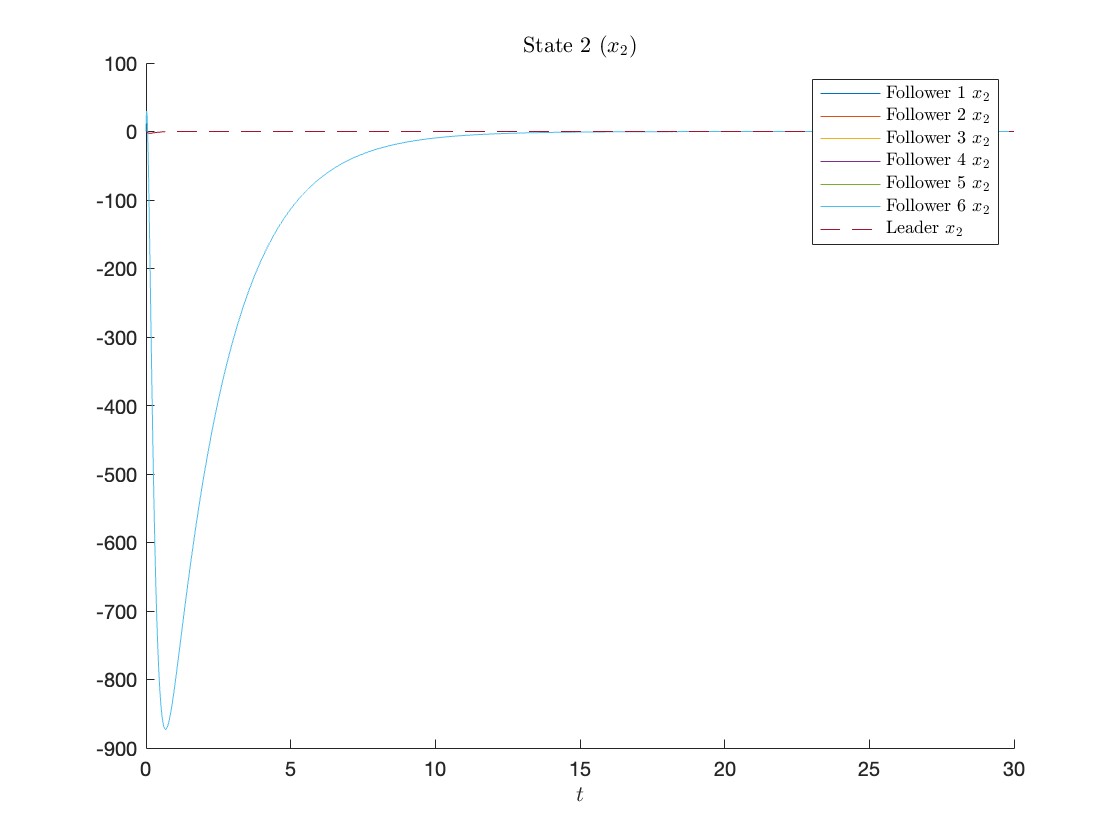 State 2 (x₂)
100
0
-100
-200
-300
-400
-500
-600
-700
-800
-900
0 5 10 15 20 25 30
t
Follower 1 x₂
Follower 2 x₂
Follower 3 x₂
Follower 4 x₂
Follower 5 x₂
Follower 6 x₂
Leader x₂